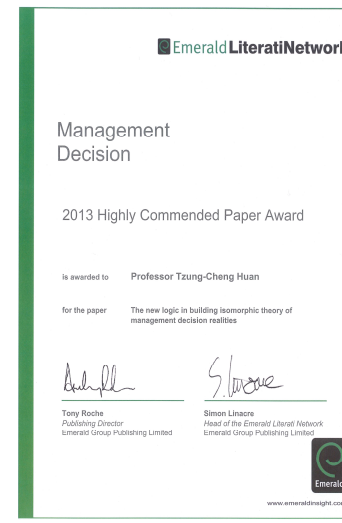 Emerald LiteratiNetwork
Management
Decision
2013 Highly Commended Paper Award
is awarded to Professor Tzung-Cheng Huan
for the paper The new logic in building isomorphic theory of
management decision realities
Tony Roche
Publishing Director
Emerald Group Publishing Limited
Simon Linacre
Head of the Emerald Literati Network
Emerald Group Publishing Limited
Emerald
www.emeraldinsight.com